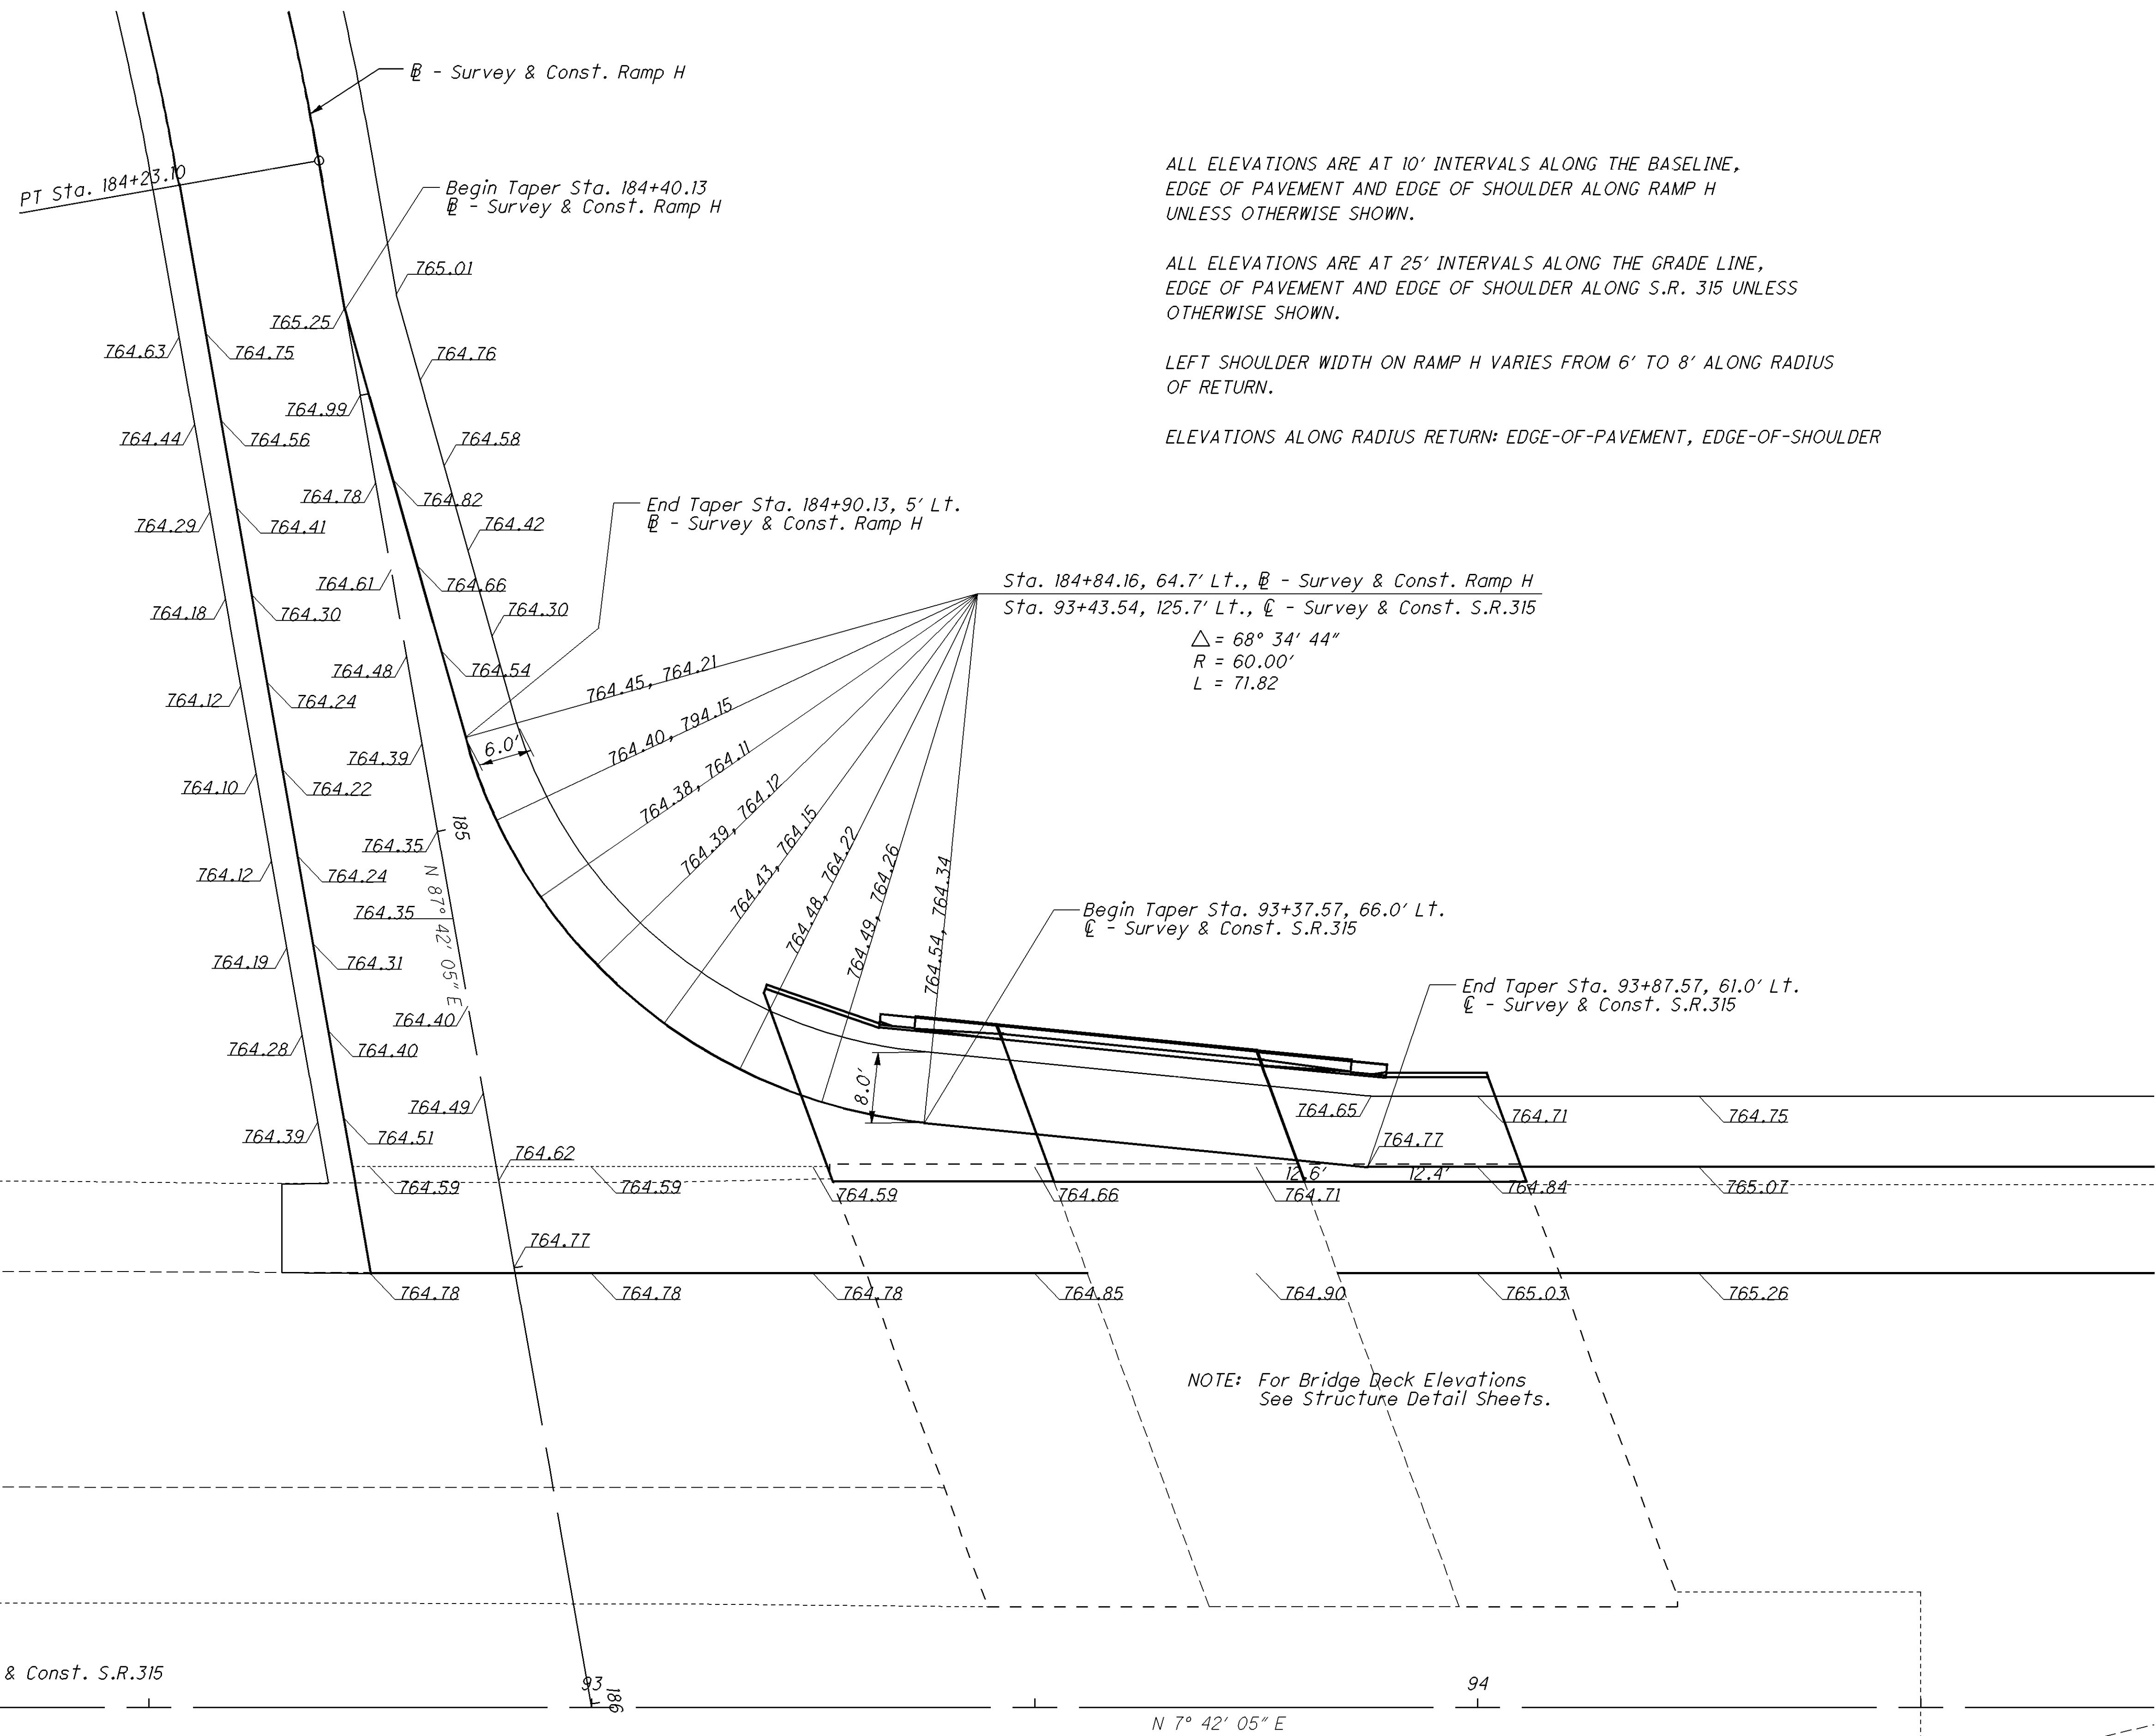 ℄ - Survey & Const. Ramp H
PT Sta. 184+23.10
Begin Taper Sta. 184+40.13
℄ - Survey & Const. Ramp H
ALL ELEVATIONS ARE AT 10' INTERVALS ALONG THE BASELINE,
EDGE OF PAVEMENT AND EDGE OF SHOULDER ALONG RAMP H
UNLESS OTHERWISE SHOWN.
ALL ELEVATIONS ARE AT 25' INTERVALS ALONG THE GRADE LINE,
EDGE OF PAVEMENT AND EDGE OF SHOULDER ALONG S.R. 315 UNLESS
OTHERWISE SHOWN.
LEFT SHOULDER WIDTH ON RAMP H VARIES FROM 6' TO 8' ALONG RADIUS
OF RETURN.
ELEVATIONS ALONG RADIUS RETURN: EDGE-OF-PAVEMENT, EDGE-OF-SHOULDER
765.01
765.25
764.63
764.75
764.76
764.99
764.44
764.56
764.58
764.78
764.82
764.29
764.41
764.42
End Taper Sta. 184+90.13, 5' Lt.
℄ - Survey & Const. Ramp H
764.61
764.66
764.18
764.30
764.30
764.48
764.54
764.12
764.24
764.39
764.10
764.22
185
764.35
764.12
764.24
N 87° 42' 05" E
764.35
764.19
764.31
764.40
764.28
764.40
764.49
764.39
764.51
764.62
Sta. 184+84.16, 64.7' Lt., ℄ - Survey & Const. Ramp H
Sta. 93+43.54, 125.7' Lt., ℄ - Survey & Const. S.R.315
△ = 68° 34' 44"
R = 60.00'
L = 71.82
764.45, 764.21
764.40, 794.15
764.38, 764.11
764.39, 764.12
764.43, 764.15
764.48, 764.22
764.49, 764.26
764.54, 764.34
6.0'
8.0'
Begin Taper Sta. 93+37.57, 66.0' Lt.
℄ - Survey & Const. S.R.315
End Taper Sta. 93+87.57, 61.0' Lt.
℄ - Survey & Const. S.R.315
764.65
764.71
764.75
764.77
12.6'
12.4'
764.59
764.59
764.59
764.66
764.71
764.84
765.07
764.77
764.78
764.78
764.78
764.85
764.90
765.03
765.26
NOTE: For Bridge Deck Elevations
See Structure Detail Sheets.
& Const. S.R.315
93
186
94
N 7° 42' 05" E